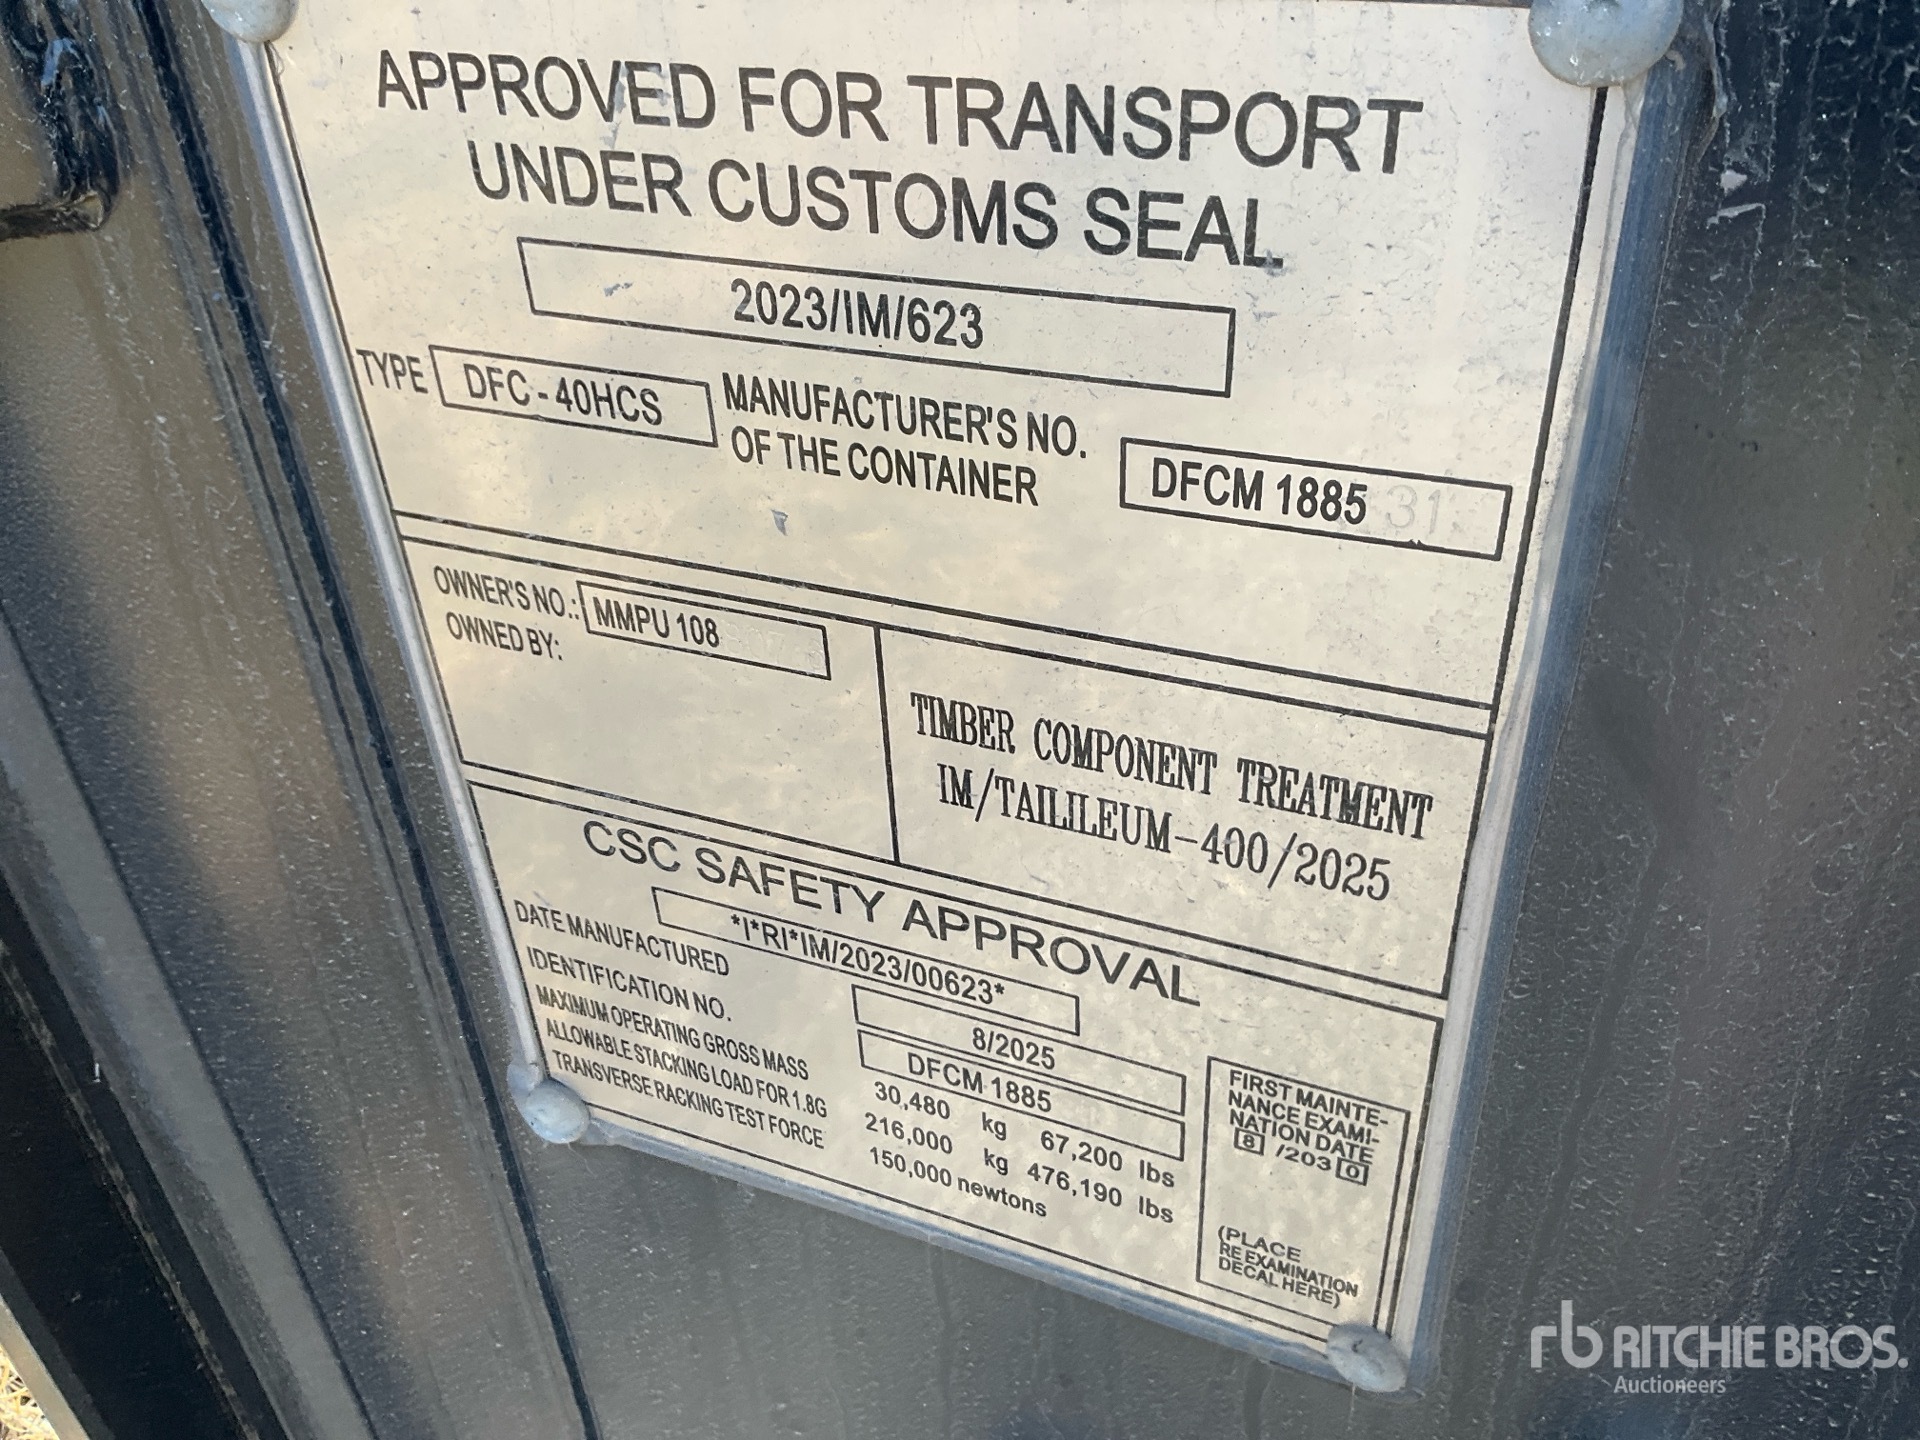 APPROVED FOR TRANSPORT
UNDER CUSTOMS SEAL
2023/IM/623
TYPE DFC-40HCS MANUFACTURER'S NO.
OF THE CONTAINER DFCM 1885 31
OWNER'S NO.: MMPU 108
OWNED BY:
TIMBER COMPONENT TREATMENT
IM/TAILILEUM-400/2025
CSC SAFETY APPROVAL
*I*RI*IM/2023/00623*
DATE MANUFACTURED 8/2025
IDENTIFICATION NO. DFCM 1885
MAXIMUM OPERATING GROSS MASS 30,480 kg 67,200 lbs
ALLOWABLE STACKING LOAD FOR 1.8G 216,000 kg 476,190 lbs
TRANSVERSE RACKING TEST FORCE 150,000 newtons
FIRST MAINTE-
NANCE EXAMI-
NATION DATE
8 /203 0
(PLACE
RE EXAMINATION
DECAL HERE)
rb RITCHIE BROS.
Auctioneers